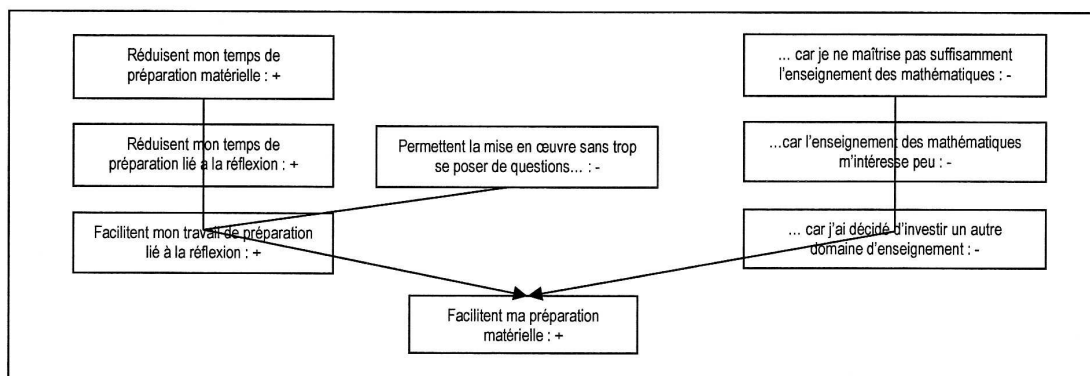 Réduisent mon temps de
préparation matérielle : +
Réduisent mon temps de
préparation lié à la réflexion : +
Facilitent mon travail de préparation
lié à la réflexion : +
Permettent la mise en œuvre sans trop
se poser de questions… : -
… car je ne maîtrise pas suffisamment
l’enseignement des mathématiques : -
…car l’enseignement des mathématiques
m’intéresse peu : -
… car j’ai décidé d’investir un autre
domaine d’enseignement : -
Facilitent ma préparation
matérielle : +